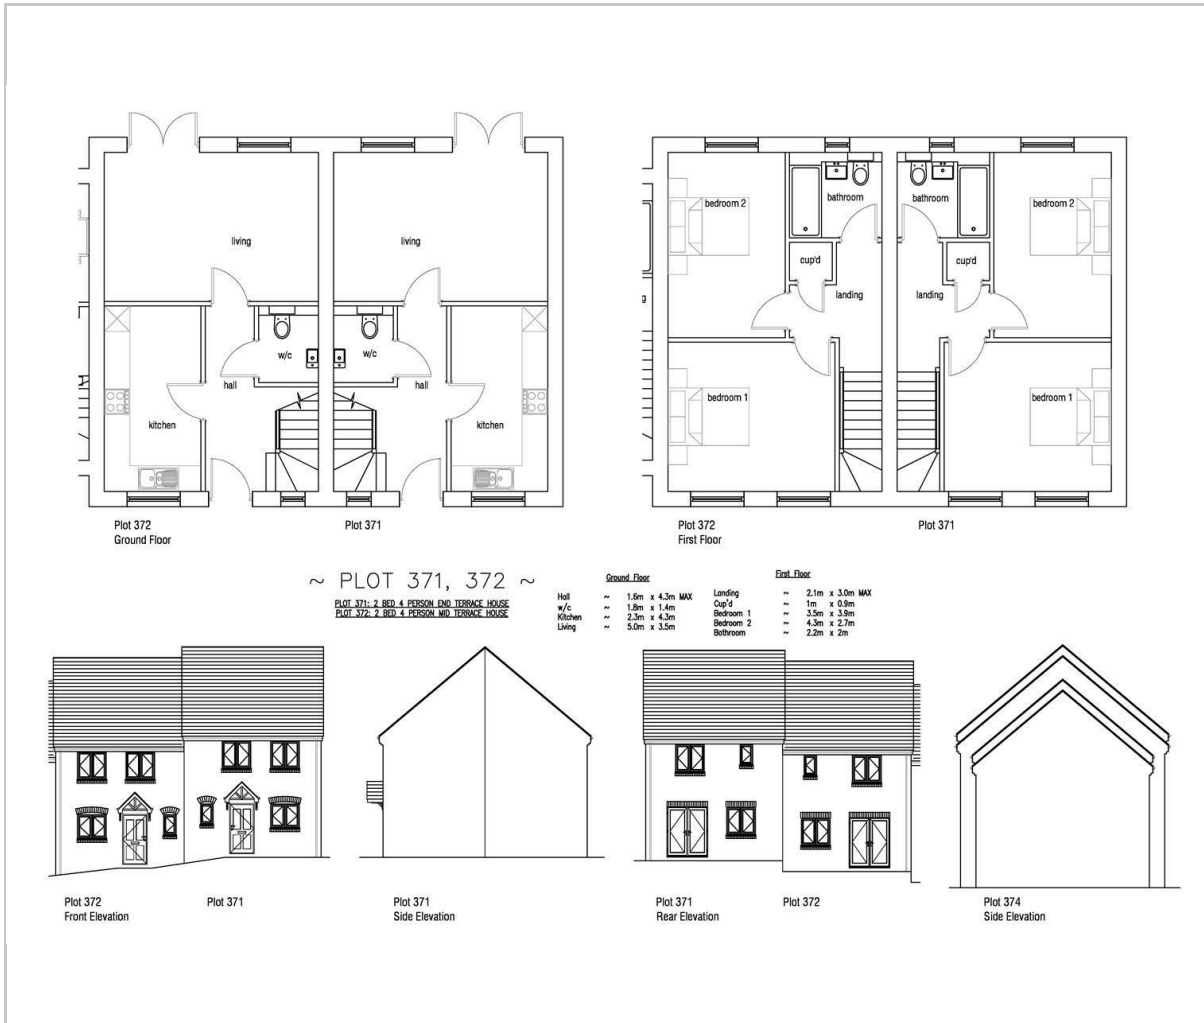 living
living
w/c
w/c
hall
hall
kitchen
kitchen
Plot 372
Ground Floor
Plot 371
bedroom 2
bathroom
bathroom
bedroom 2
cup'd
cup'd
landing
landing
bedroom 1
bedroom 1
Plot 372
First Floor
Plot 371
~ PLOT 371, 372 ~
PLOT 371: 2 BED 4 PERSON END TERRACE HOUSE
PLOT 372: 2 BED 4 PERSON MID TERRACE HOUSE
Ground Floor
Hall ~ 1.6m x 4.3m MAX
w/c ~ 1.8m x 1.4m
Kitchen ~ 2.3m x 4.3m
Living ~ 5.0m x 3.5m
First Floor
Landing ~ 2.1m x 3.0m MAX
Cup'd ~ 1m x 0.9m
Bedroom 1 ~ 3.5m x 3.9m
Bedroom 2 ~ 4.3m x 2.7m
Bathroom ~ 2.2m x 2m
Plot 372
Front Elevation
Plot 371
Plot 371
Side Elevation
Plot 371
Rear Elevation
Plot 372
Plot 374
Side Elevation